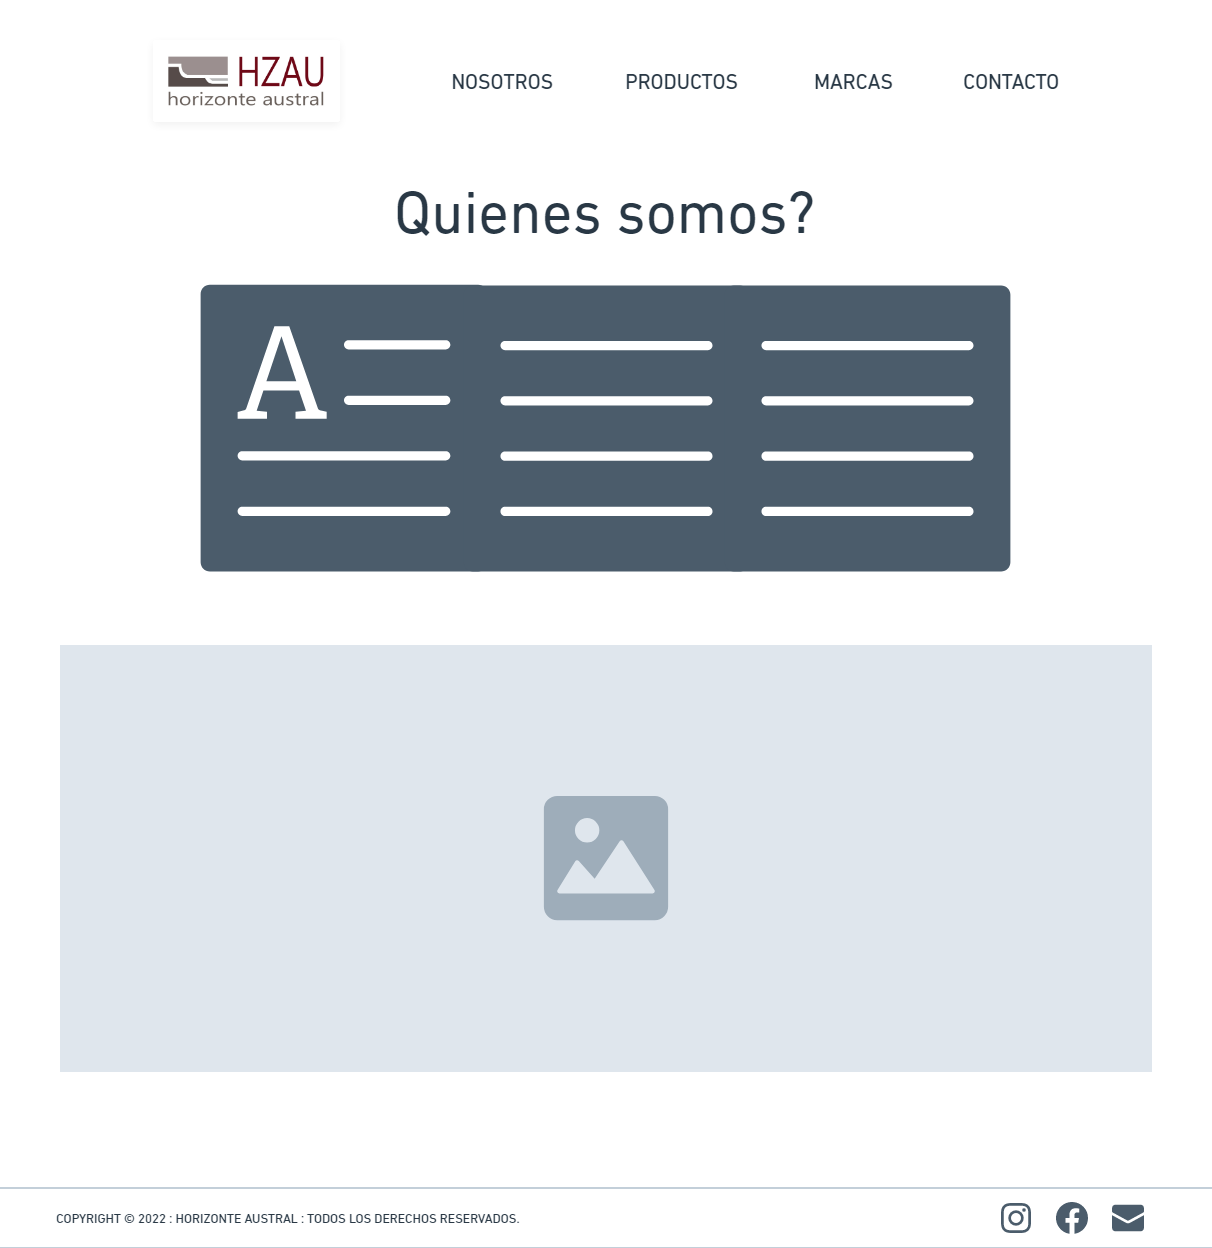 HZAU
horizonte austral
NOSOTROS PRODUCTOS MARCAS CONTACTO
Quienes somos?
A
COPYRIGHT © 2022 : HORIZONTE AUSTRAL : TODOS LOS DERECHOS RESERVADOS.